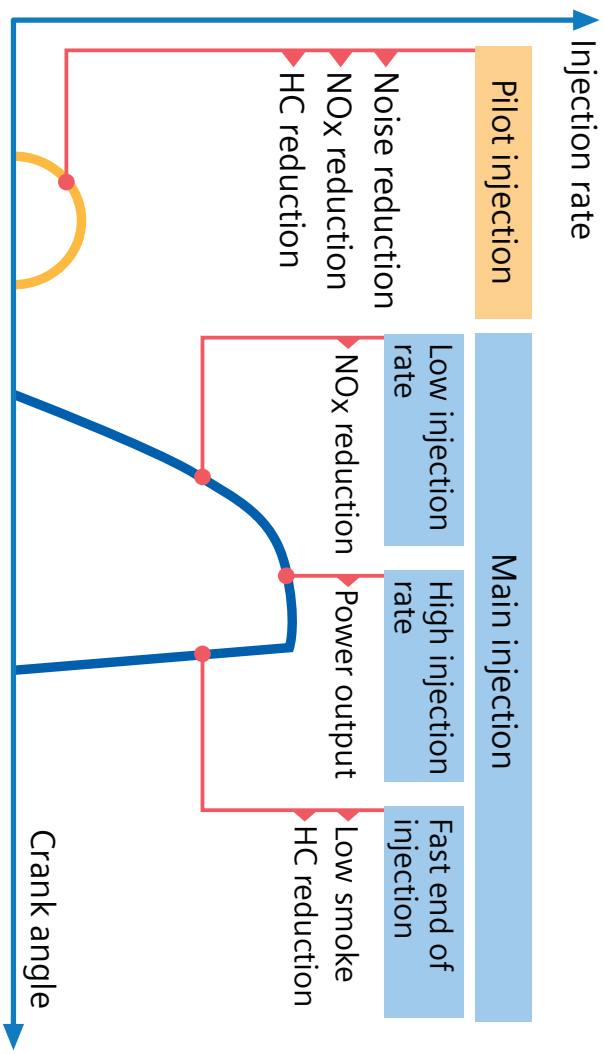 Injection rate
Pilot injection
Noise reduction
NOx reduction
HC reduction
Main injection
Low injection
rate
NOx reduction
High injection
rate
Power output
Fast end of
injection
Low smoke
HC reduction
Crank angle